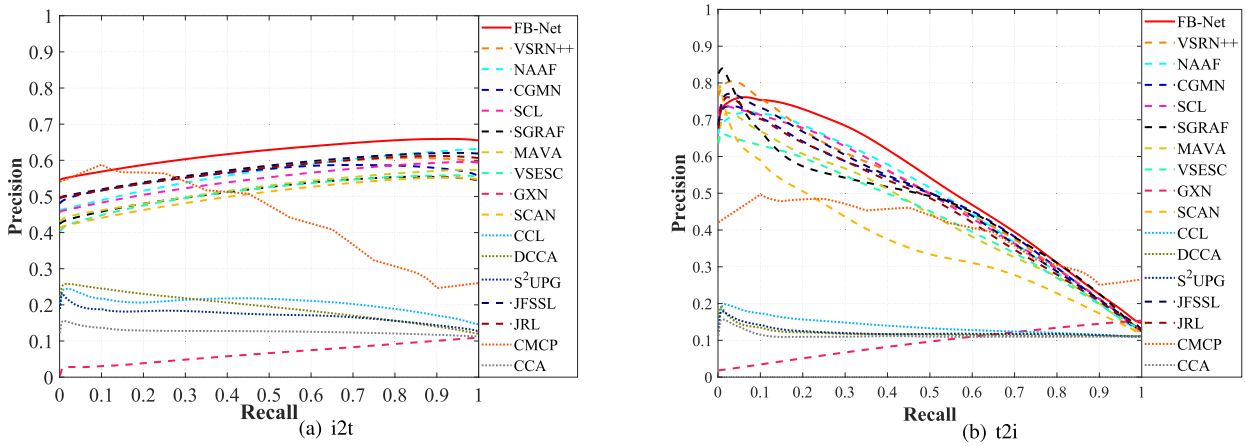 1
0.9
0.8
0.7
0.6
0.5
0.4
0.3
0.2
0.1
0
Precision
0 0.1 0.2 0.3 0.4 0.5 0.6 0.7 0.8 0.9 1
Recall
FB-Net
VSRN++
NAAF
CGMN
SCL
SGRAF
MAVA
VSESC
GXN
SCAN
CCL
DCCA
S²UPG
JFSSL
JRL
CMCP
CCA
(a) i2t
1
0.9
0.8
0.7
0.6
0.5
0.4
0.3
0.2
0.1
0
Precision
0 0.1 0.2 0.3 0.4 0.5 0.6 0.7 0.8 0.9 1
Recall
FB-Net
VSRN++
NAAF
CGMN
SCL
SGRAF
MAVA
VSESC
GXN
SCAN
CCL
DCCA
S²UPG
JFSSL
JRL
CMCP
CCA
(b) t2i